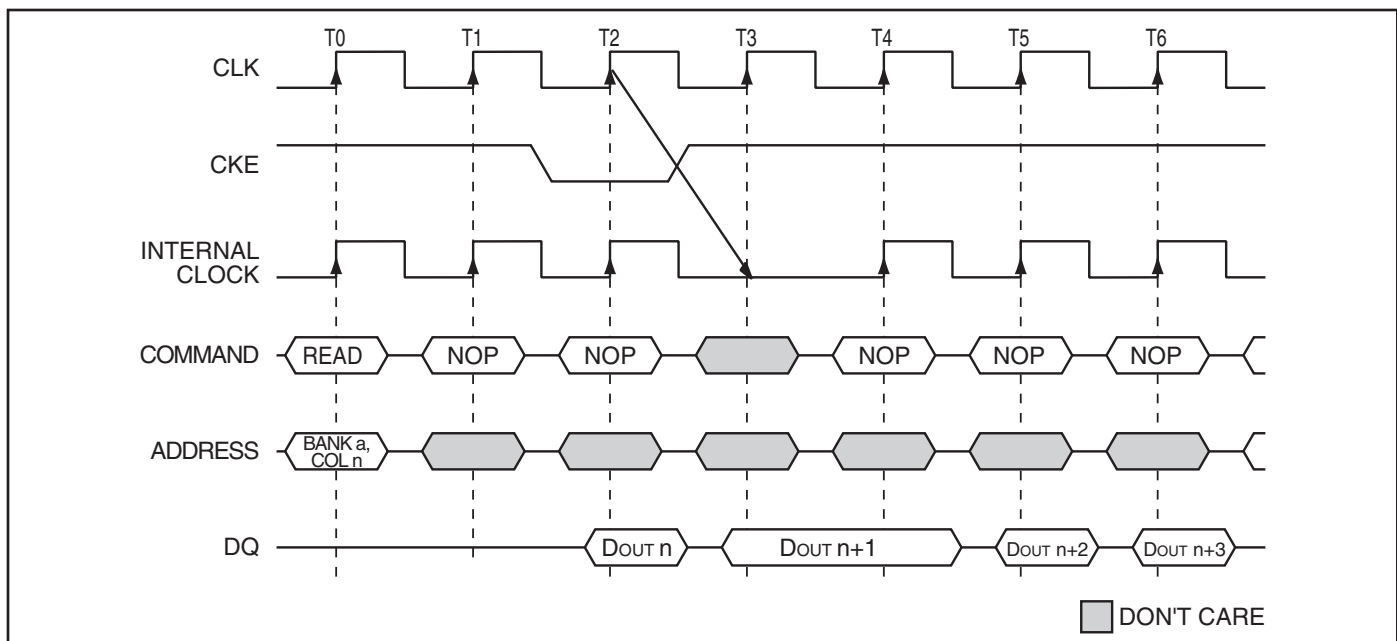 T0 T1 T2 T3 T4 T5 T6
CLK
CKE
INTERNAL
CLOCK
COMMAND READ NOP NOP NOP NOP NOP
ADDRESS BANK a,
COL n
DQ DOUT n DOUT n+1 DOUT n+2 DOUT n+3
DON'T CARE